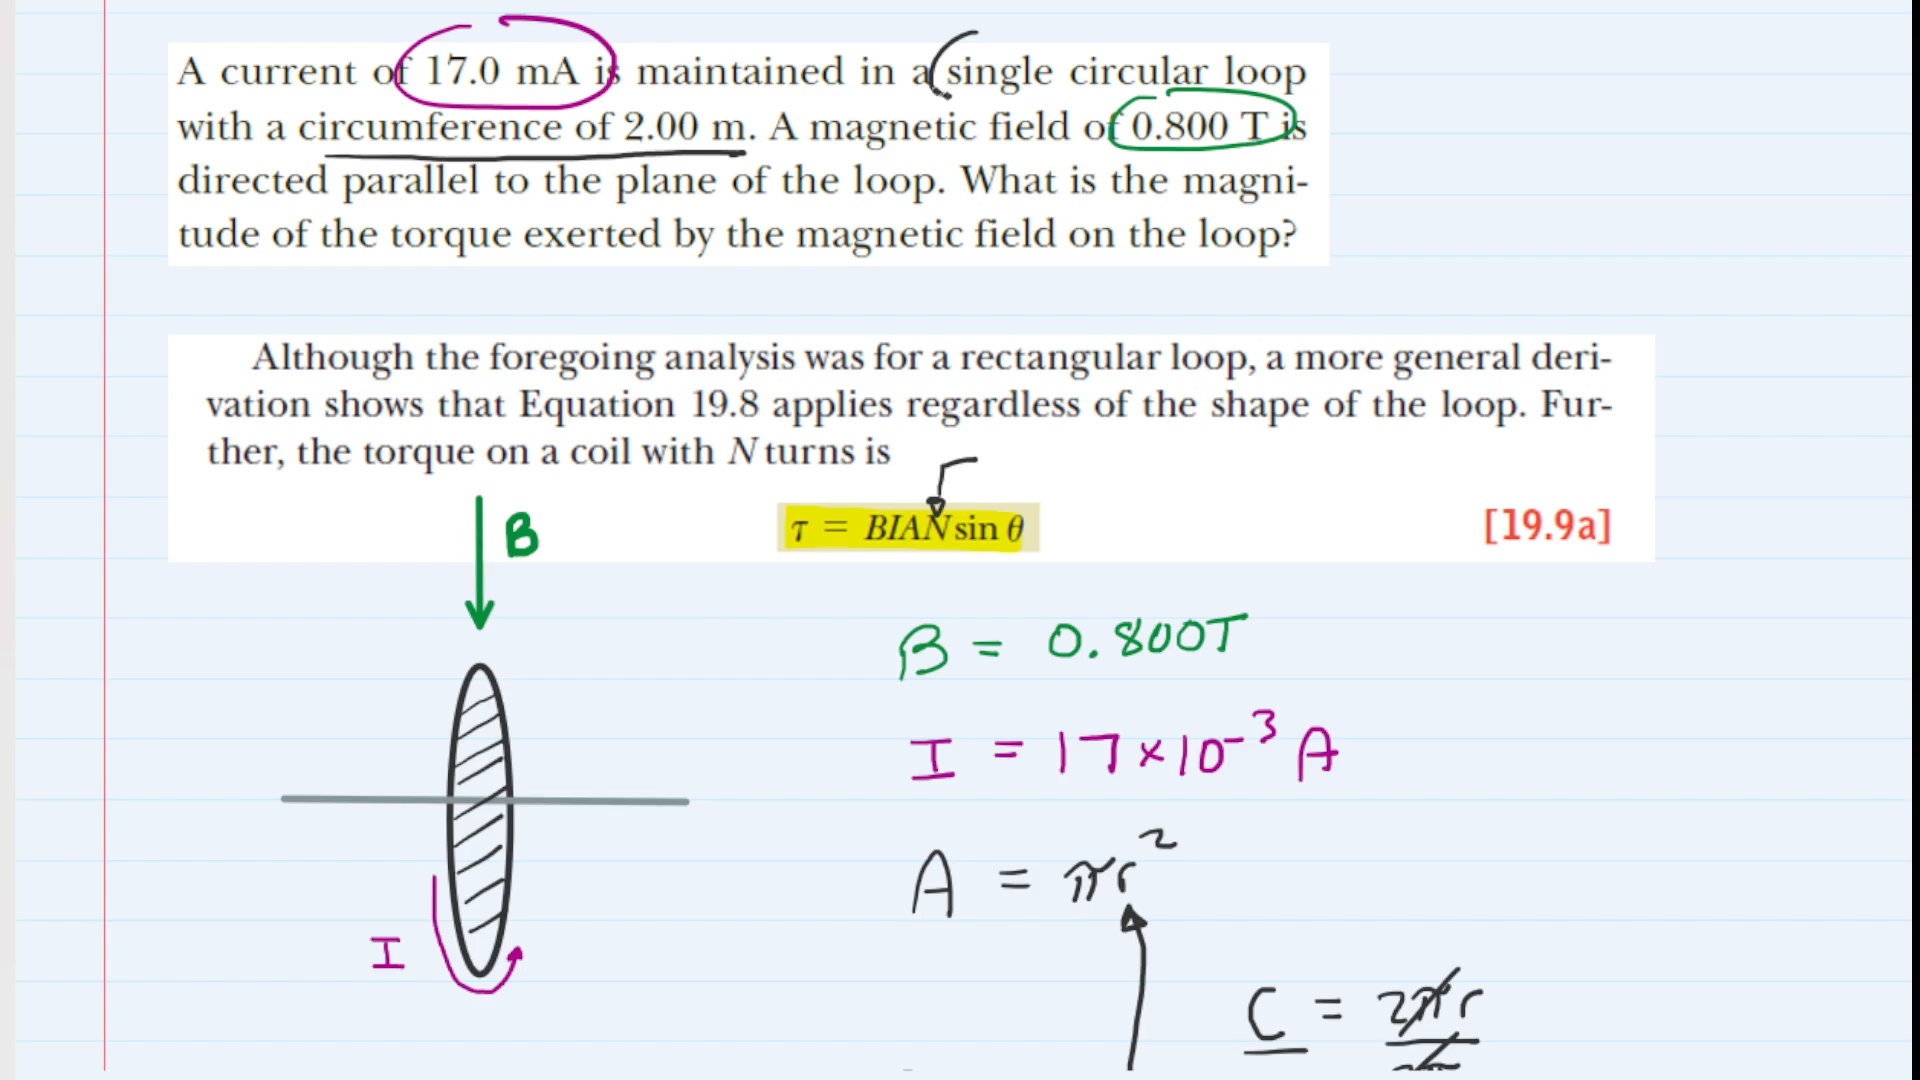 A current of 17.0 mA is maintained in a single circular loop
with a circumference of 2.00 m. A magnetic field of 0.800 T is
directed parallel to the plane of the loop. What is the magni-
tude of the torque exerted by the magnetic field on the loop?
Although the foregoing analysis was for a rectangular loop, a more general deri-
vation shows that Equation 19.8 applies regardless of the shape of the loop. Fur-
ther, the torque on a coil with N turns is
τ = BIAN sin θ [19.9a]
B
B = 0.800T
I = 17×10⁻³ A
A = πr²
I
C = 2πr